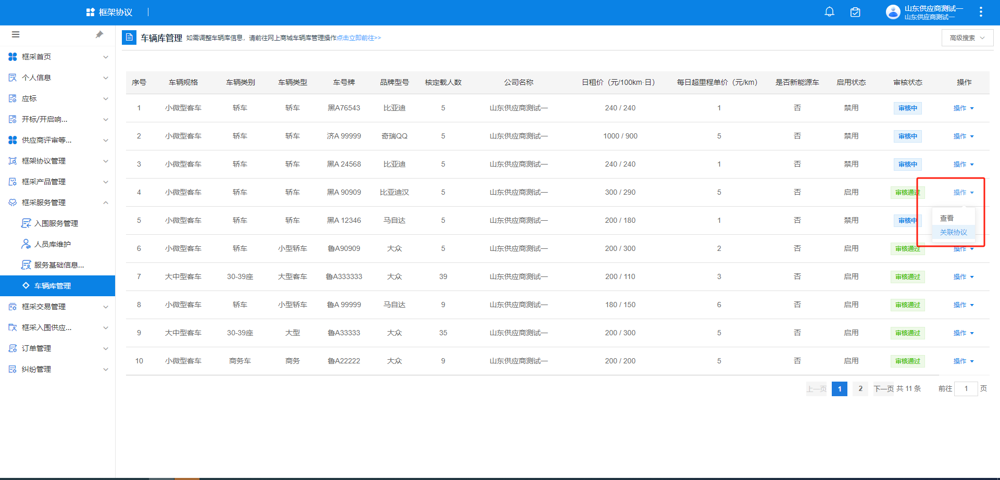 框架协议
山东供应商测试一
山东供应商测试一
车辆库管理 如需调整车辆库信息，请前往网上商城车辆库管理操作点击立即前往>>
高级搜索
框采首页
个人信息
应标
开标/开启响...
供应商评审等...
框架协议管理
框采产品管理
框采服务管理
入围服务管理
人员库维护
服务基础信息...
车辆库管理
框采交易管理
框采入围供应...
订单管理
纠纷管理
序号 车辆规格 车辆类别 车辆类型 车号牌 品牌型号 核定载人数 公司名称 日租价（元/100km·日） 每日超里程单价（元/km） 是否新能源车 启用状态 审核状态 操作
1 小微型客车 轿车 轿车 黑A76543 比亚迪 5 山东供应商测试一 240 / 240 1 否 禁用 审核中 操作
2 小微型客车 轿车 轿车 济A 99999 奇瑞QQ 5 山东供应商测试一 1000 / 900 5 否 禁用 审核中 操作
3 小微型客车 轿车 轿车 黑A 24568 比亚迪 5 山东供应商测试一 240 / 240 1 否 禁用 审核中 操作
4 小微型客车 轿车 轿车 黑A 90909 比亚迪汉 5 山东供应商测试一 300 / 290 5 否 启用 审核通过 操作
查看
关联协议
5 小微型客车 轿车 轿车 黑A 12346 马自达 5 山东供应商测试一 200 / 180 1 否 禁用 审核中
6 小微型客车 轿车 小型轿车 鲁A90909 大众 5 山东供应商测试一 200 / 300 2 否 启用 审核通过 操作
7 大中型客车 30-39座 大型客车 鲁A333333 大众 39 山东供应商测试一 200 / 110 3 否 启用 审核通过 操作
8 小微型客车 轿车 小型轿车 鲁A 99999 马自达 9 山东供应商测试一 180 / 150 6 否 启用 审核通过 操作
9 大中型客车 30-39座 大型 鲁A33333 大众 35 山东供应商测试一 200 / 300 5 否 启用 审核通过 操作
10 小微型客车 商务车 商务 鲁A22222 大众 9 山东供应商测试一 200 / 200 5 否 启用 审核通过 操作
上一页 1 2 下一页 共 11 条 前往 1 页